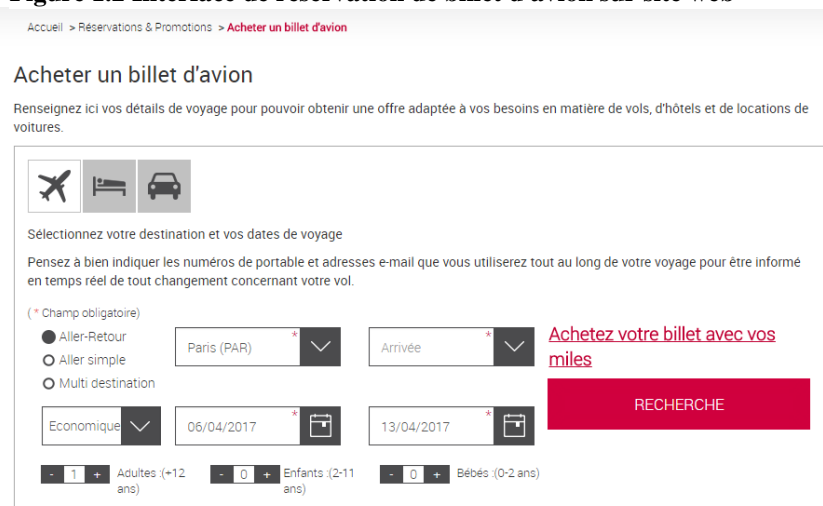 Accueil > Réservations & Promotions > Acheter un billet d'avion
Acheter un billet d'avion
Renseignez ici vos détails de voyage pour pouvoir obtenir une offre adaptée à vos besoins en matière de vols, d'hôtels et de locations de
voitures.
Sélectionnez votre destination et vos dates de voyage
Pensez à bien indiquer les numéros de portable et adresses e-mail que vous utiliserez tout au long de votre voyage pour être informé
en temps réel de tout changement concernant votre vol.
( * Champ obligatoire)
Aller-Retour
Aller simple
Multi destination
Paris (PAR) *
Arrivée *
Achetez votre billet avec vos
miles
RECHERCHE
Economique
06/04/2017 *
13/04/2017 *
- 1 + Adultes :(+12
ans)
- 0 + Enfants :(2-11
ans)
- 0 + Bébés :(0-2 ans)